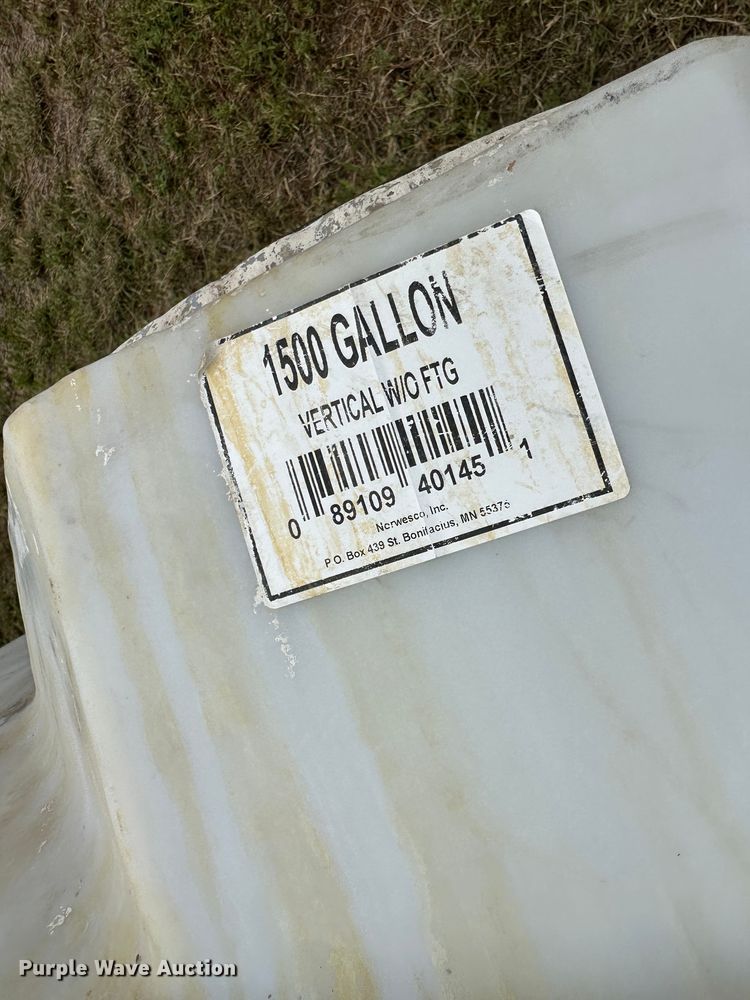 1500 GALLON
VERTICAL W/O FTG
0 89109 40145 1
Norwesco, Inc.
P.O. Box 439 St. Bonifacius, MN 55375
Purple Wave Auction